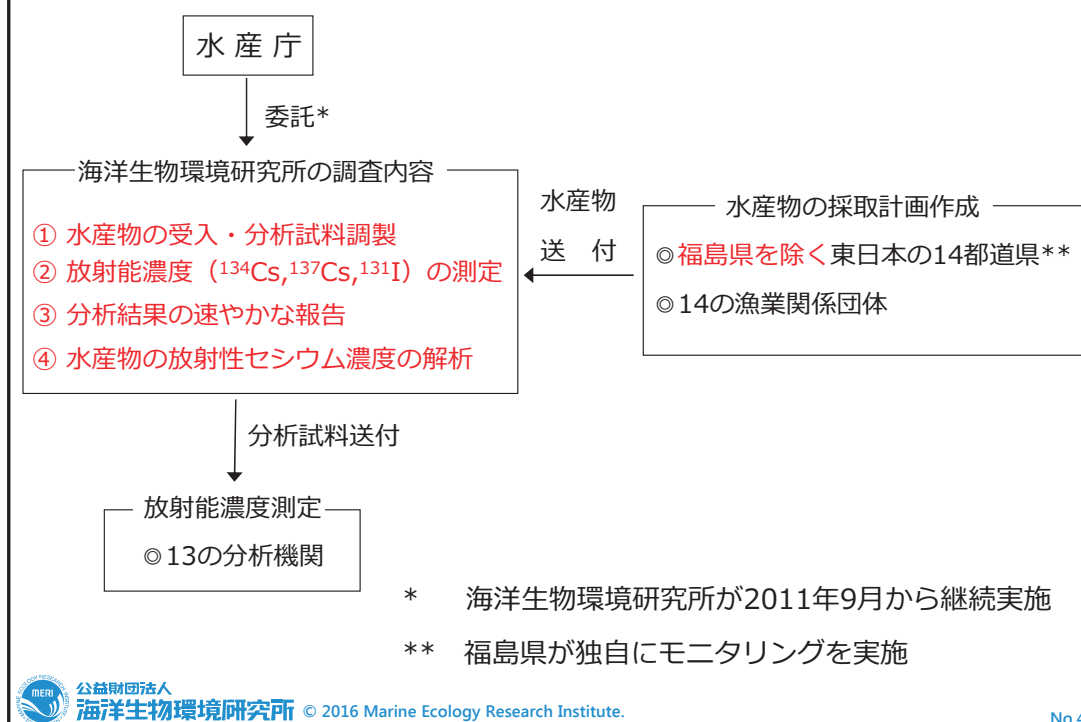 水 産 庁
委託*
海洋生物環境研究所の調査内容
① 水産物の受入・分析試料調製
② 放射能濃度（¹³⁴Cs,¹³⁷Cs,¹³¹I）の測定
③ 分析結果の速やかな報告
④ 水産物の放射性セシウム濃度の解析
水産物
送 付
水産物の採取計画作成
◎福島県を除く東日本の14都道県**
◎14の漁業関係団体
分析試料送付
放射能濃度測定
◎13の分析機関
* 海洋生物環境研究所が2011年9月から継続実施
** 福島県が独自にモニタリングを実施
MERI
公益財団法人
海洋生物環境研究所 © 2016 Marine Ecology Research Institute.